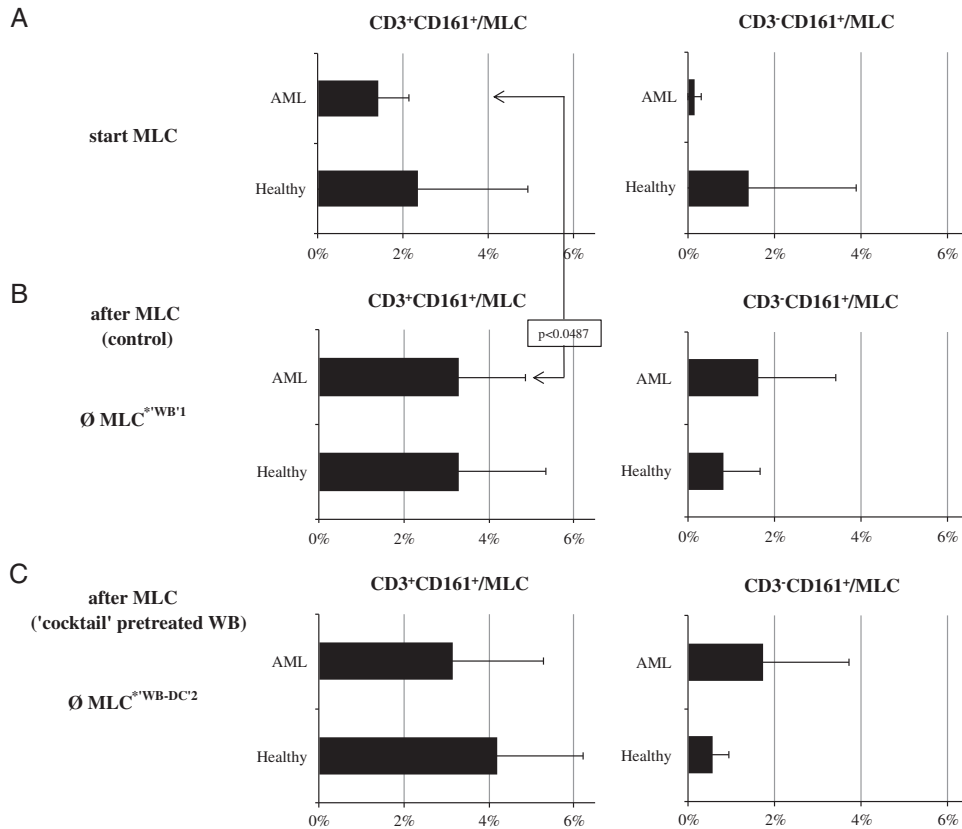 A
CD3⁺CD161⁺/MLC
CD3⁻CD161⁺/MLC
start MLC
AML
Healthy
0% 2% 4% 6%
AML
Healthy
0% 2% 4% 6%
B
after MLC
(control)
Ø MLC*'WB'1
CD3⁺CD161⁺/MLC
CD3⁻CD161⁺/MLC
p<0.0487
AML
Healthy
0% 2% 4% 6%
AML
Healthy
0% 2% 4% 6%
C
after MLC
('cocktail' pretreated WB)
Ø MLC*'WB-DC'2
CD3⁺CD161⁺/MLC
CD3⁻CD161⁺/MLC
AML
Healthy
0% 2% 4% 6%
AML
Healthy
0% 2% 4% 6%